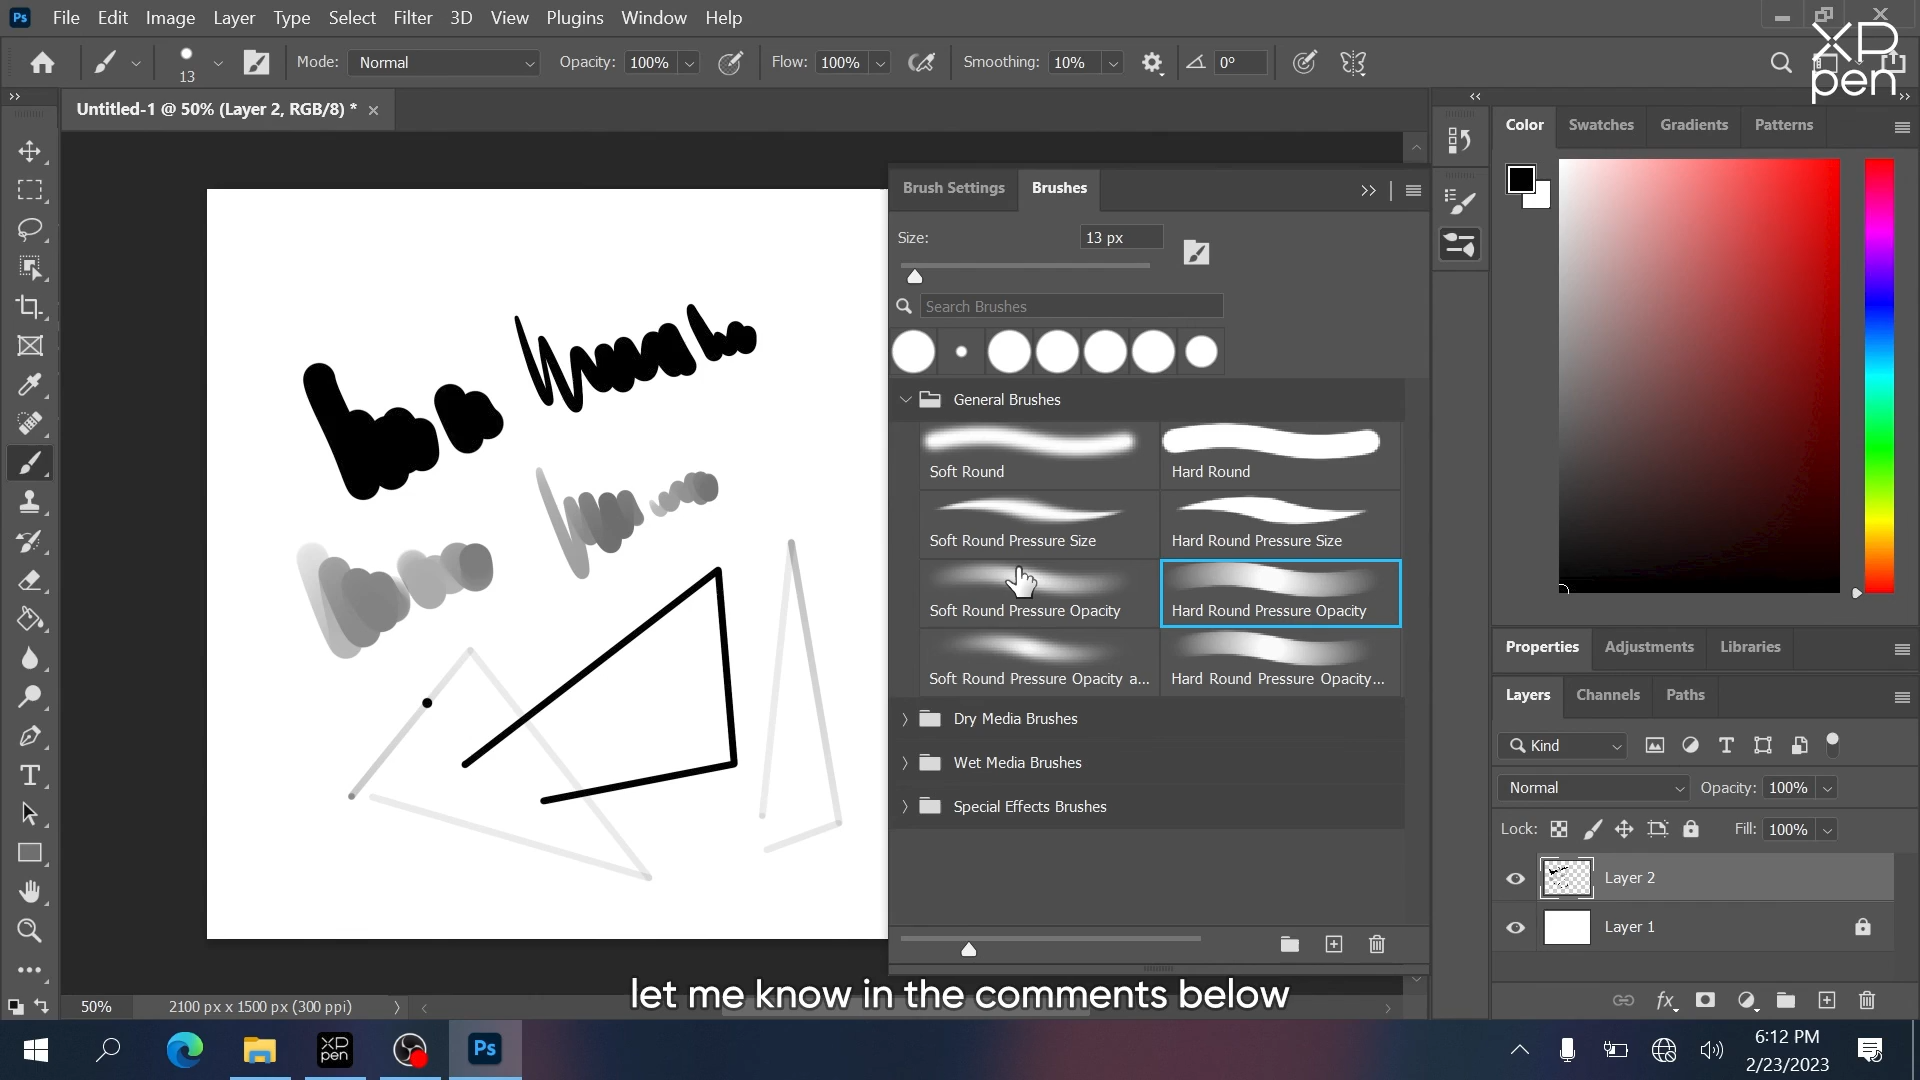 Ps File Edit Image Layer Type Select Filter 3D View Plugins Window Help
13 Mode: Normal Opacity: 100% Flow: 100% Smoothing: 10% 0°
XPPen
Untitled-1 @ 50% (Layer 2, RGB/8) *
Color Swatches Gradients Patterns
Brush Settings Brushes
Size: 13 px
Search Brushes
General Brushes
Soft Round Hard Round
Soft Round Pressure Size Hard Round Pressure Size
Soft Round Pressure Opacity Hard Round Pressure Opacity
Soft Round Pressure Opacity a... Hard Round Pressure Opacity...
Dry Media Brushes
Wet Media Brushes
Special Effects Brushes
Properties Adjustments Libraries
Layers Channels Paths
Kind
Normal Opacity: 100%
Lock: Fill: 100%
Layer 2
Layer 1
let me know in the comments below
50% 2100 px x 1500 px (300 ppi)
XPPen Ps
6:12 PM
2/23/2023